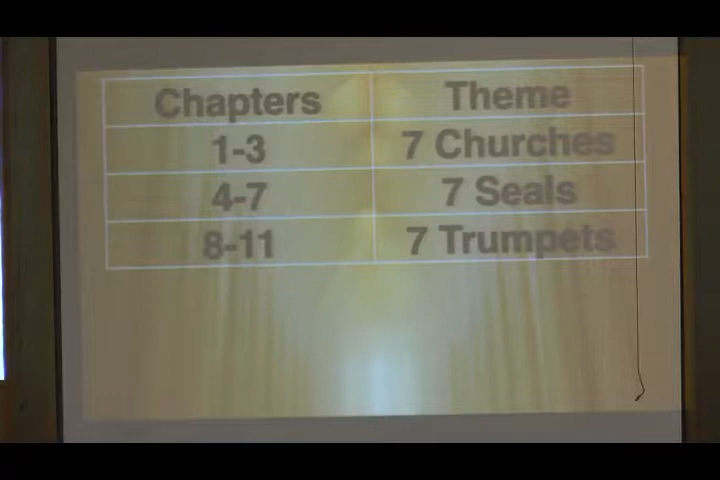 Chapters Theme
1-3 7 Churches
4-7 7 Seals
8-11 7 Trumpets